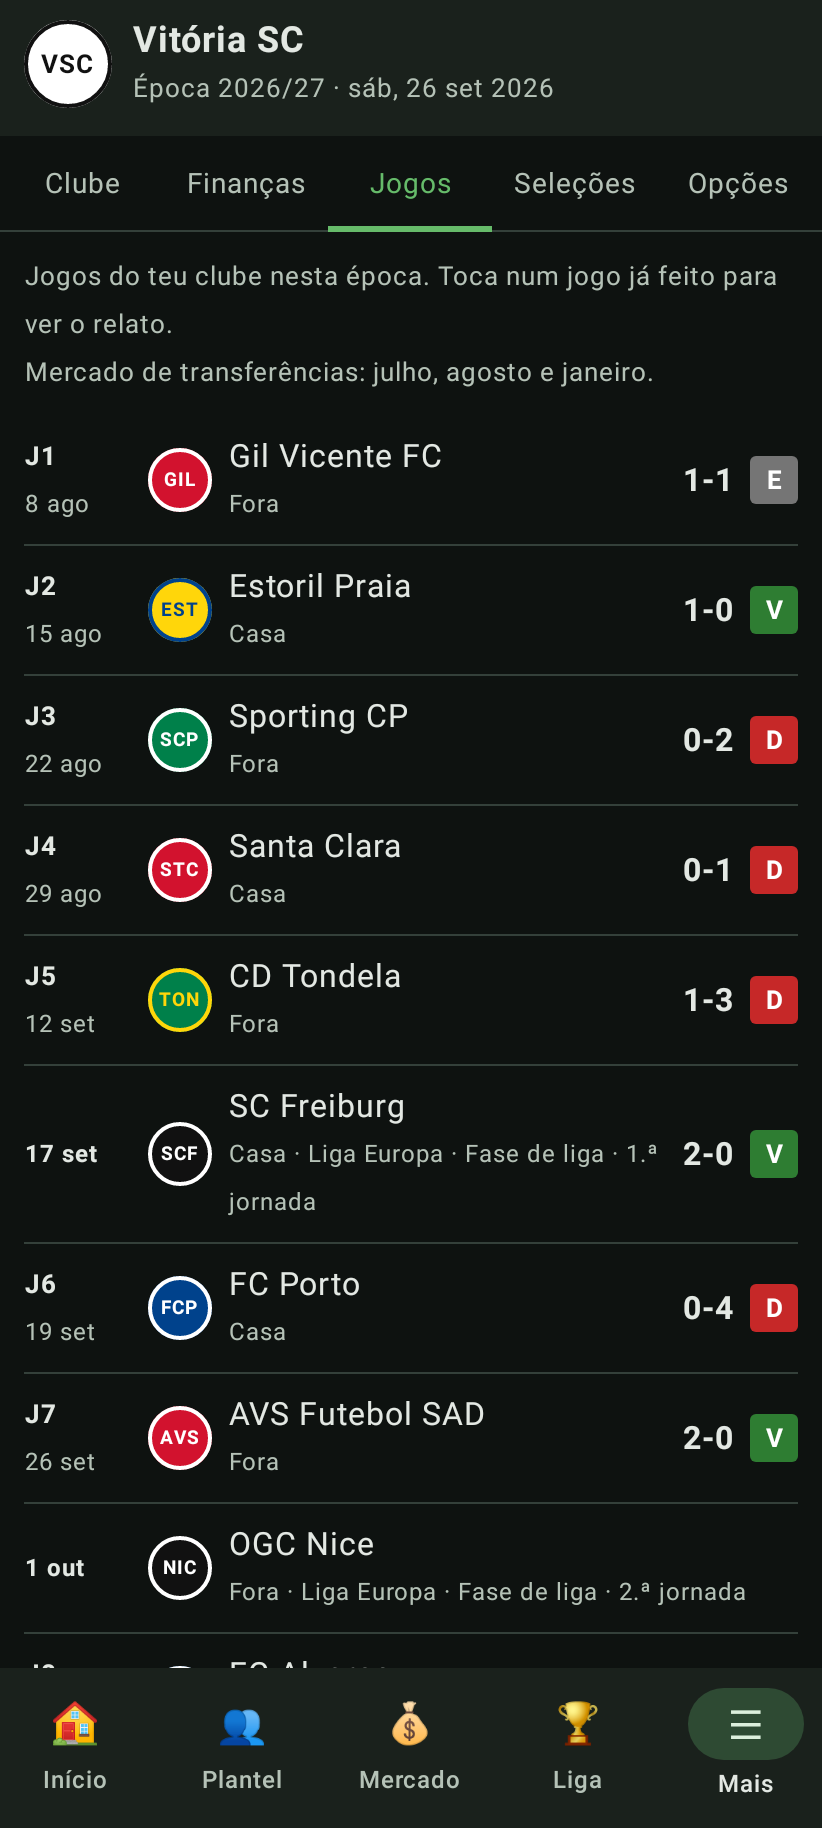 VSC
Vitória SC
Época 2026/27 · sáb, 26 set 2026
Clube Finanças Jogos Seleções Opções
Jogos do teu clube nesta época. Toca num jogo já feito para
ver o relato.
Mercado de transferências: julho, agosto e janeiro.
J1 GIL Gil Vicente FC 1-1 E
8 ago Fora
J2 EST Estoril Praia 1-0 V
15 ago Casa
J3 SCP Sporting CP 0-2 D
22 ago Fora
J4 STC Santa Clara 0-1 D
29 ago Casa
J5 TON CD Tondela 1-3 D
12 set Fora
SC Freiburg
17 set SCF Casa · Liga Europa · Fase de liga · 1.ª 2-0 V
jornada
J6 FCP FC Porto 0-4 D
19 set Casa
J7 AVS AVS Futebol SAD 2-0 V
26 set Fora
1 out NIC OGC Nice
Fora · Liga Europa · Fase de liga · 2.ª jornada
Início Plantel Mercado Liga Mais